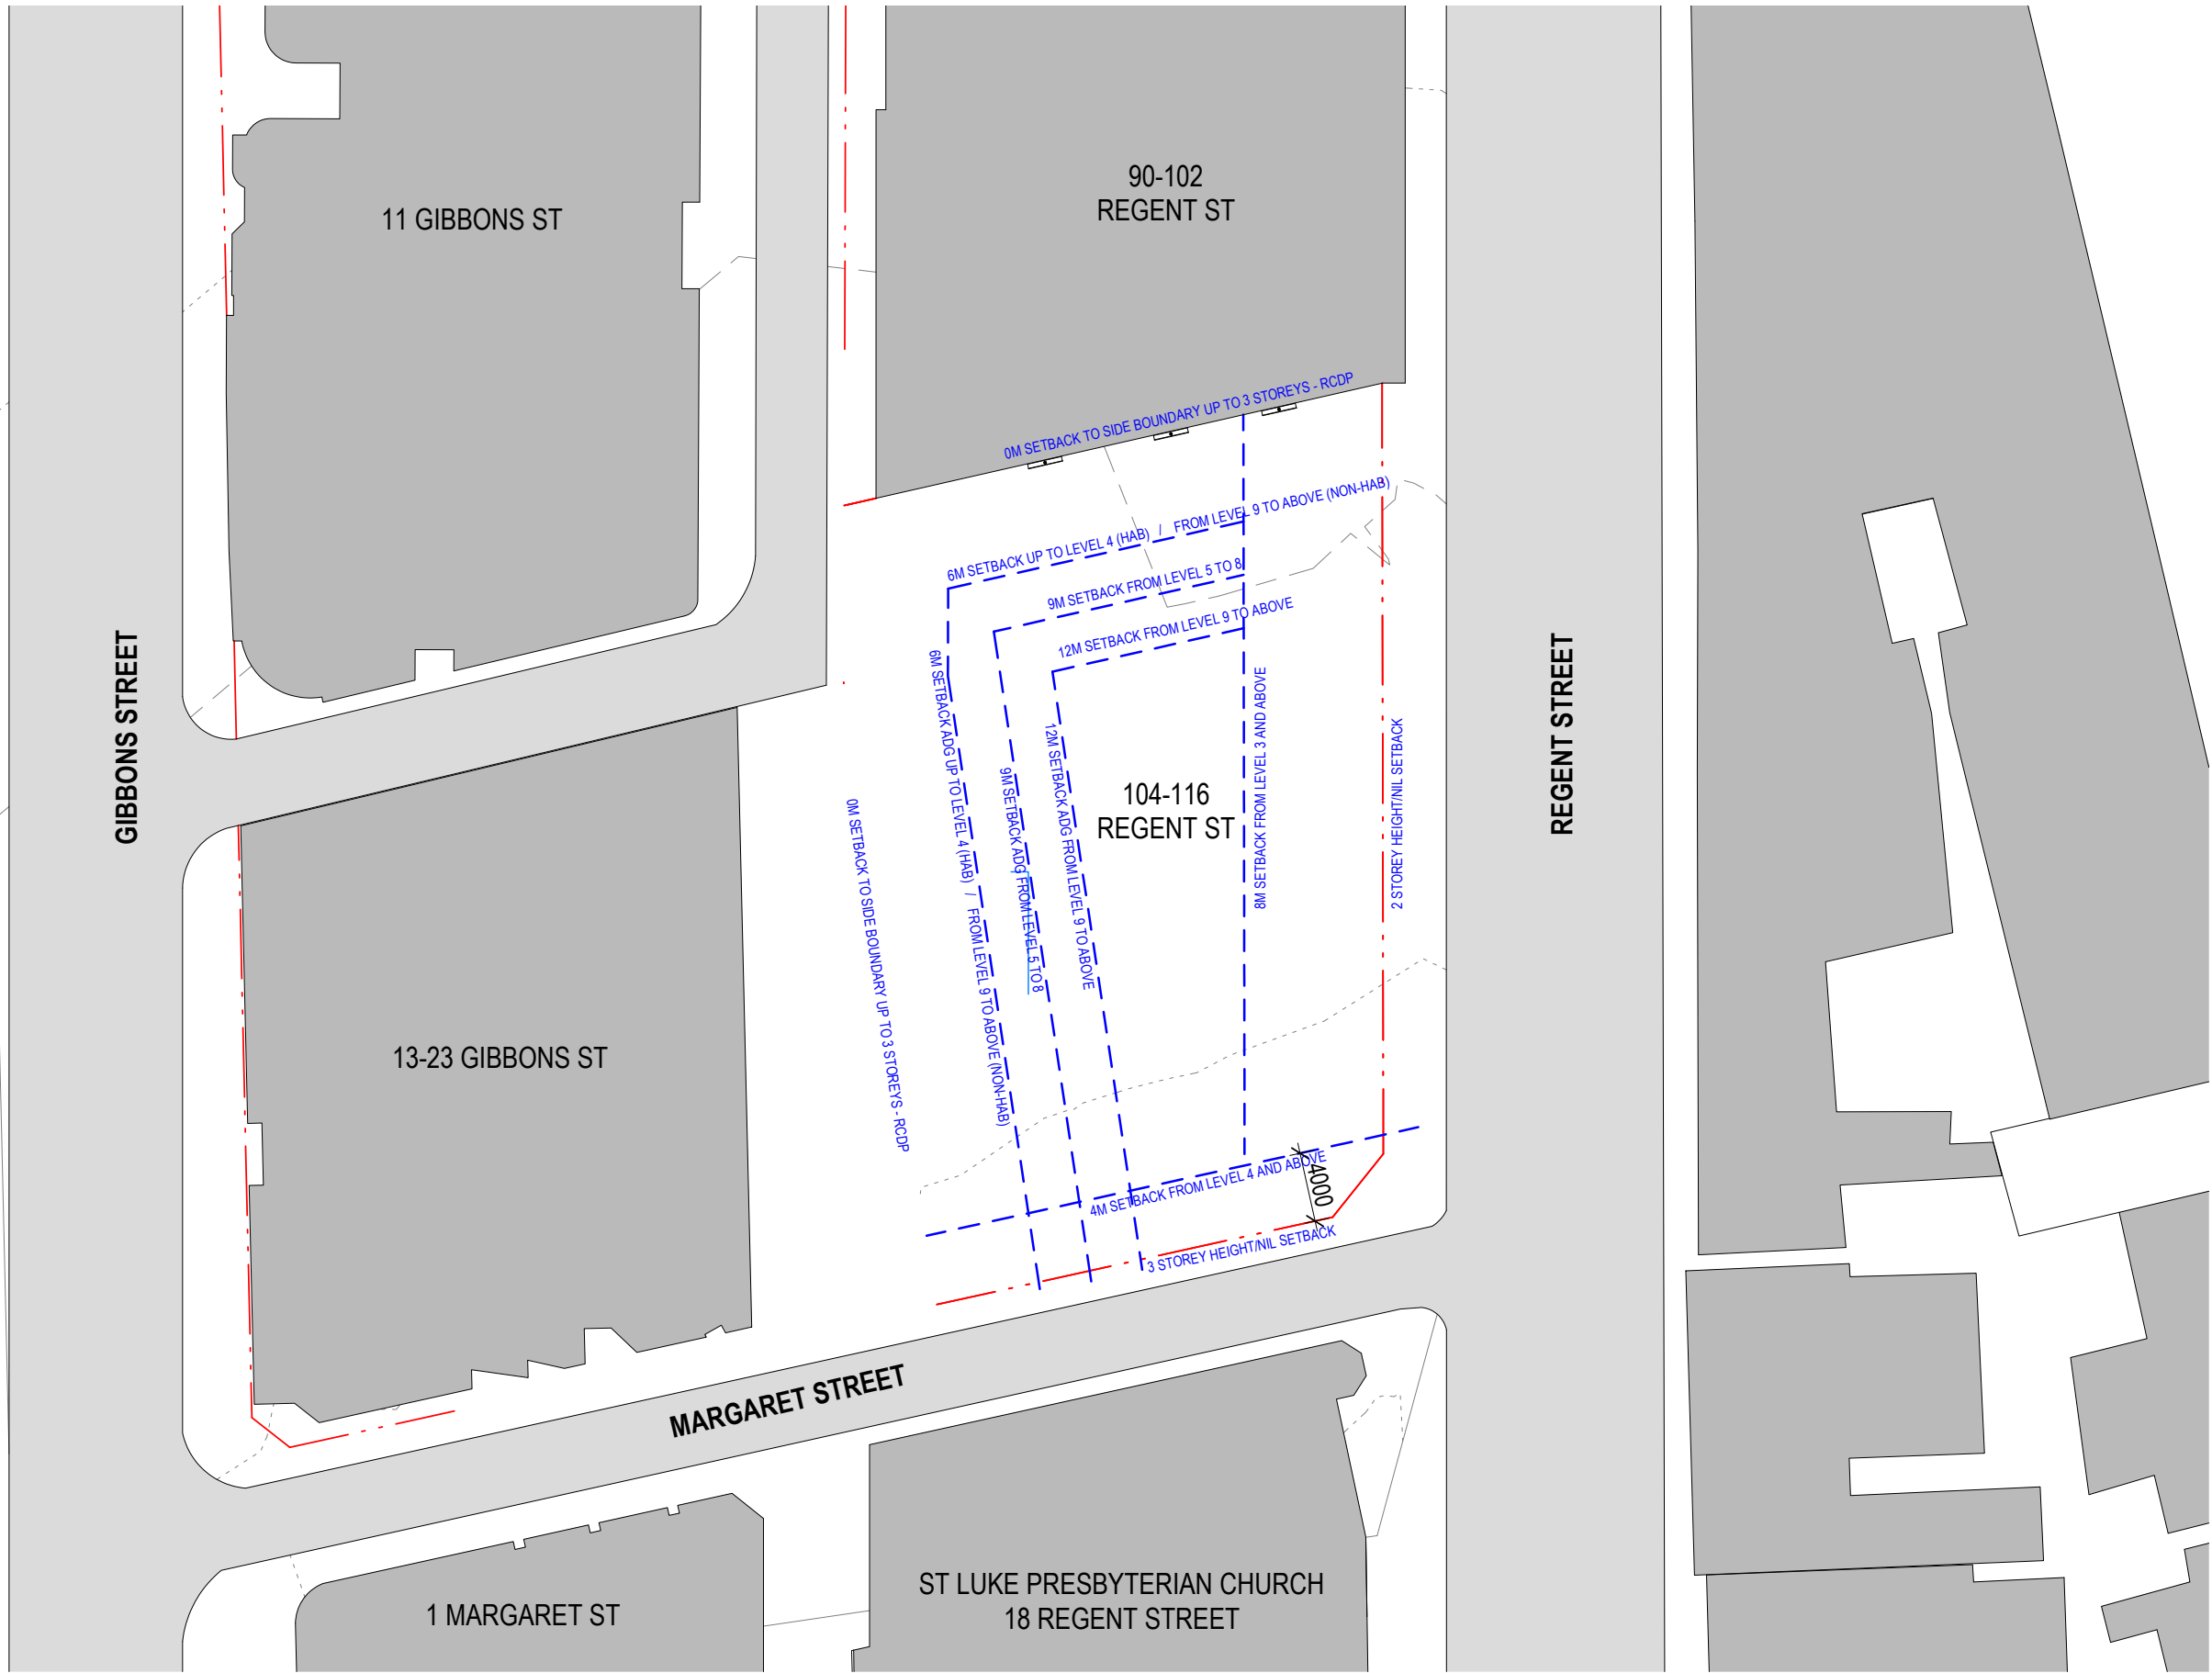 90-102
REGENT ST
11 GIBBONS ST
0M SETBACK TO SIDE BOUNDARY UP TO 3 STOREYS - RCDP
6M SETBACK UP TO LEVEL 4 (HAB) / FROM LEVEL 9 TO ABOVE (NON-HAB)
9M SETBACK FROM LEVEL 5 TO 8
12M SETBACK FROM LEVEL 9 TO ABOVE
GIBBONS STREET
0M SETBACK TO SIDE BOUNDARY UP TO 3 STOREYS - RCDP
6M SETBACK ADG UP TO LEVEL 4 (HAB) / FROM LEVEL 9 TO ABOVE (NON-HAB)
9M SETBACK ADG FROM LEVEL 5 TO 8
12M SETBACK ADG FROM LEVEL 9 TO ABOVE
104-116
REGENT ST
8M SETBACK FROM LEVEL 3 AND ABOVE
2 STOREY HEIGHT/NIL SETBACK
REGENT STREET
13-23 GIBBONS ST
4M SETBACK FROM LEVEL 4 AND ABOVE
4000
3 STOREY HEIGHT/NIL SETBACK
MARGARET STREET
1 MARGARET ST
ST LUKE PRESBYTERIAN CHURCH
18 REGENT STREET